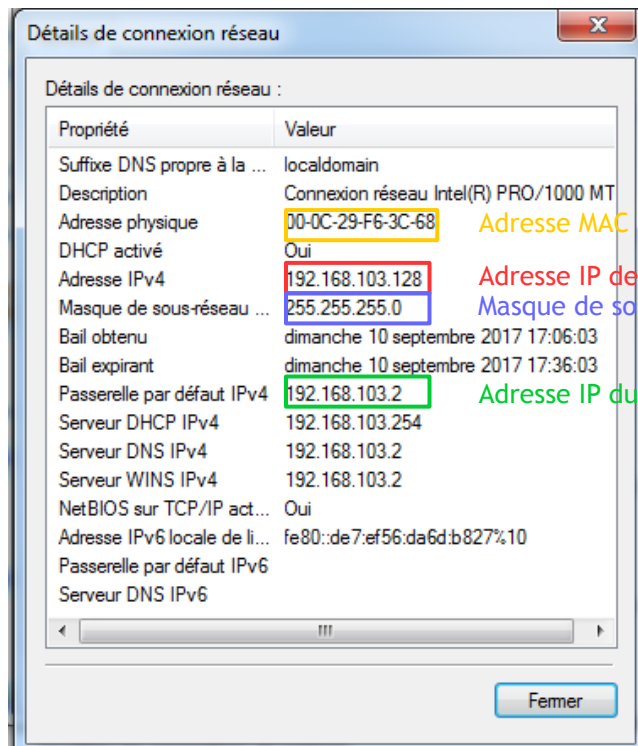 Détails de connexion réseau
Détails de connexion réseau :
Propriété Valeur
Suffixe DNS propre à la ... localdomain
Description Connexion réseau Intel(R) PRO/1000 MT
Adresse physique 00-0C-29-F6-3C-68 Adresse MAC
DHCP activé Oui
Adresse IPv4 192.168.103.128 Adresse IP de
Masque de sous-réseau ... 255.255.255.0 Masque de so
Bail obtenu dimanche 10 septembre 2017 17:06:03
Bail expirant dimanche 10 septembre 2017 17:36:03
Passerelle par défaut IPv4 192.168.103.2 Adresse IP du
Serveur DHCP IPv4 192.168.103.254
Serveur DNS IPv4 192.168.103.2
Serveur WINS IPv4 192.168.103.2
NetBIOS sur TCP/IP act... Oui
Adresse IPv6 locale de li... fe80::de7:ef56:da6d:b827%10
Passerelle par défaut IPv6
Serveur DNS IPv6
Fermer